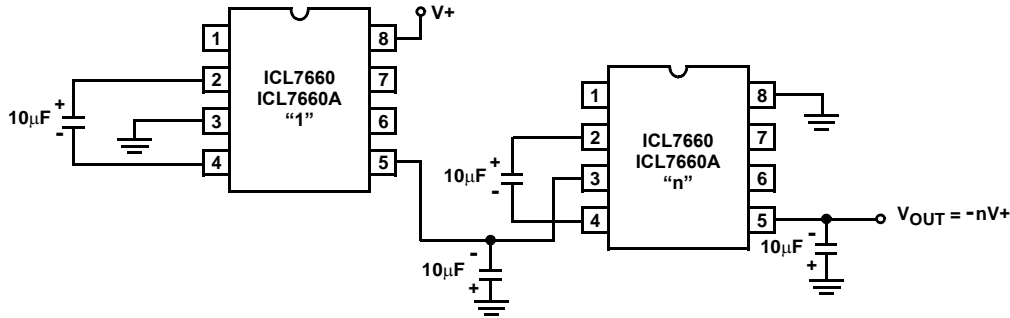 V+
1
2
3
4
8
7
6
5
ICL7660
ICL7660A
“1”
10µF
+
-
1
2
3
4
8
7
6
5
ICL7660
ICL7660A
“n”
10µF
+
-
10µF
-
+
10µF
-
+
VOUT = -nV+